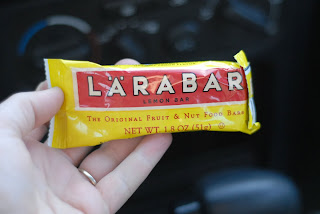 LÄRABAR
LEMON BAR
THE ORIGINAL FRUIT & NUT FOOD BAR®
NET WT. 1.8 OZ (51g)